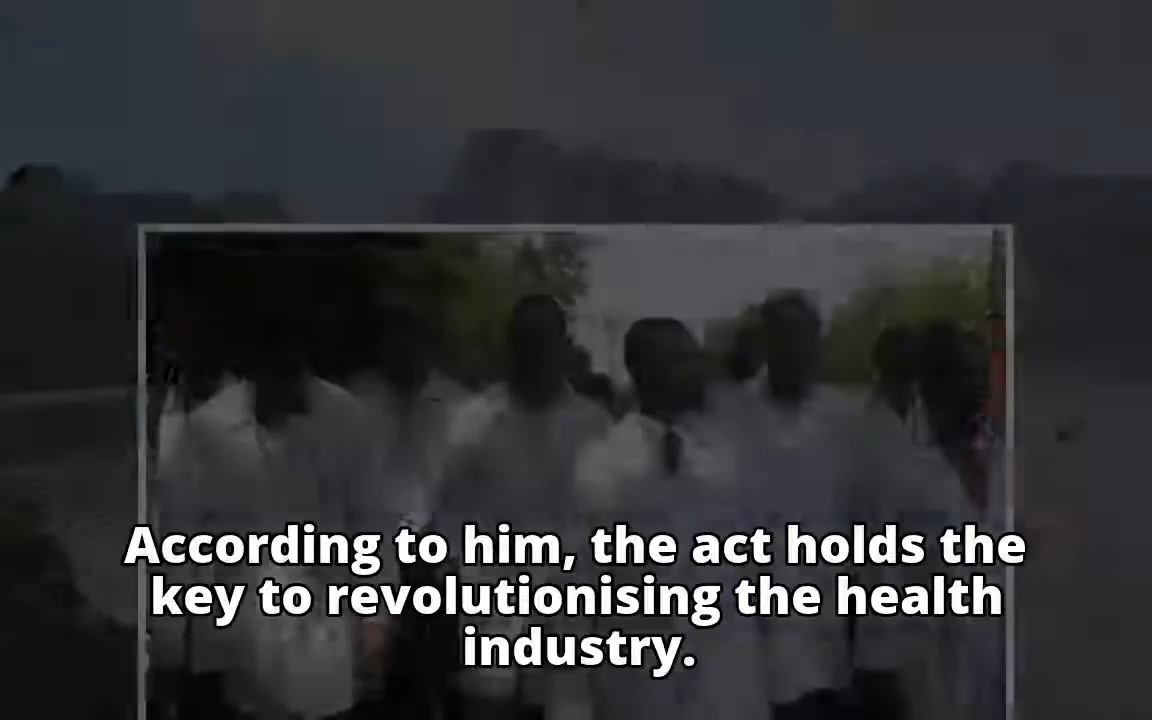 According to him, the act holds the
key to revolutionising the health
industry.